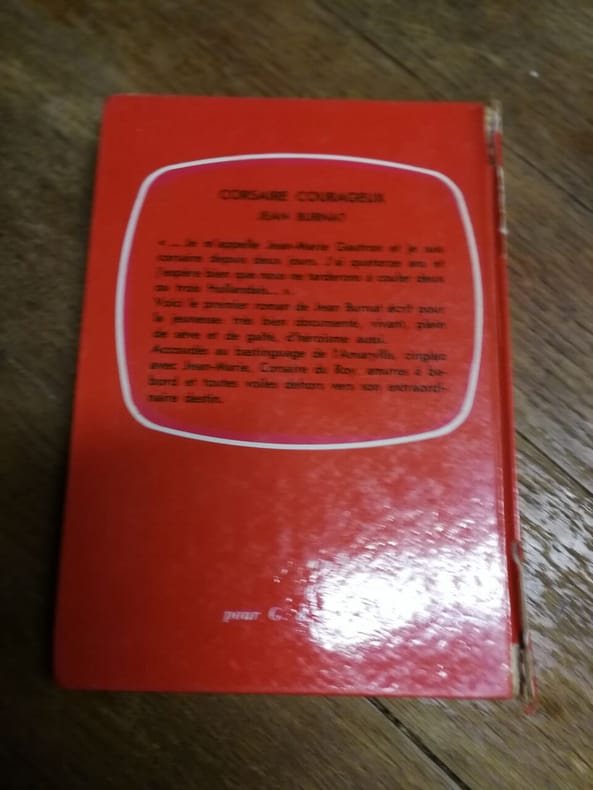 CORSAIRE COURAGEUX
JEAN BURNAT
« ... Je m'appelle Jean-Marie Gautron et je suis
corsaire depuis deux jours. J'ai quatorze ans, et
j'espère bien que nous ne tarderons à couler deux
ou trois Hollandais... ».
Voici le premier roman de Jean Burnat écrit pour
la jeunesse: très bien documenté, vivant, plein
de sève et de gaîté, d'héroïsme aussi.
Accoudés au bastingage de l'Amaryllis, cinglez
avec Jean-Marie, Corsaire du Roy, amures à bâ-
bord et toutes voiles dehors vers son extraordi-
naire destin.
pour G.